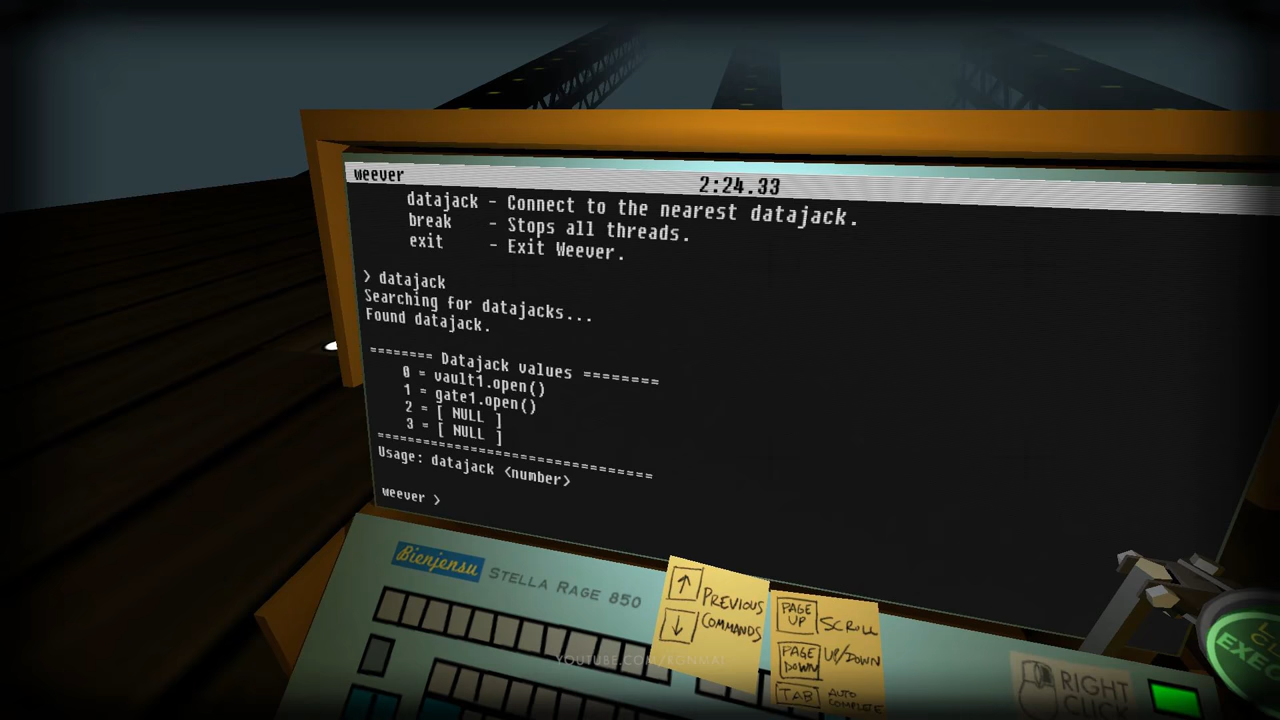 weever
2:24.33
datajack - Connect to the nearest datajack.
break - Stops all threads.
exit - Exit Weever.
> datajack
Searching for datajacks...
Found datajack.
======== Datajack values ========
0 = vault1.open()
1 = gate1.open()
2 = [ NULL ]
3 = [ NULL ]
================================
Usage: datajack <number>
weever >
Bienjensu
STELLA RAGE 850
↑ PREVIOUS
↓ COMMANDS
PAGE UP SCROLL
PAGE DOWN UP/DOWN
TAB AUTO COMPLETE
RIGHT
CLICK